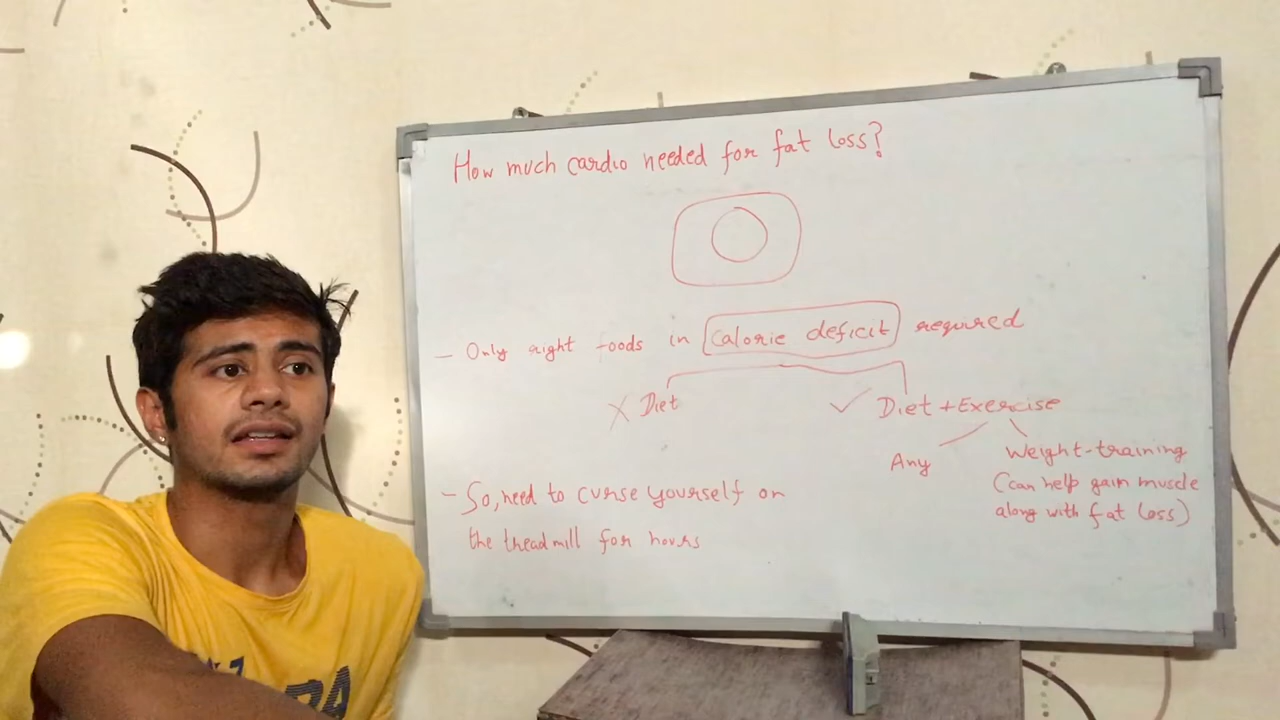 How much cardio needed for fat loss?
- Only right foods in calorie deficit required
X Diet
✓ Diet + Exercise
Any
Weight-training
(can help gain muscle
along with fat loss)
- So, need to curse yourself on
the treadmill for hours